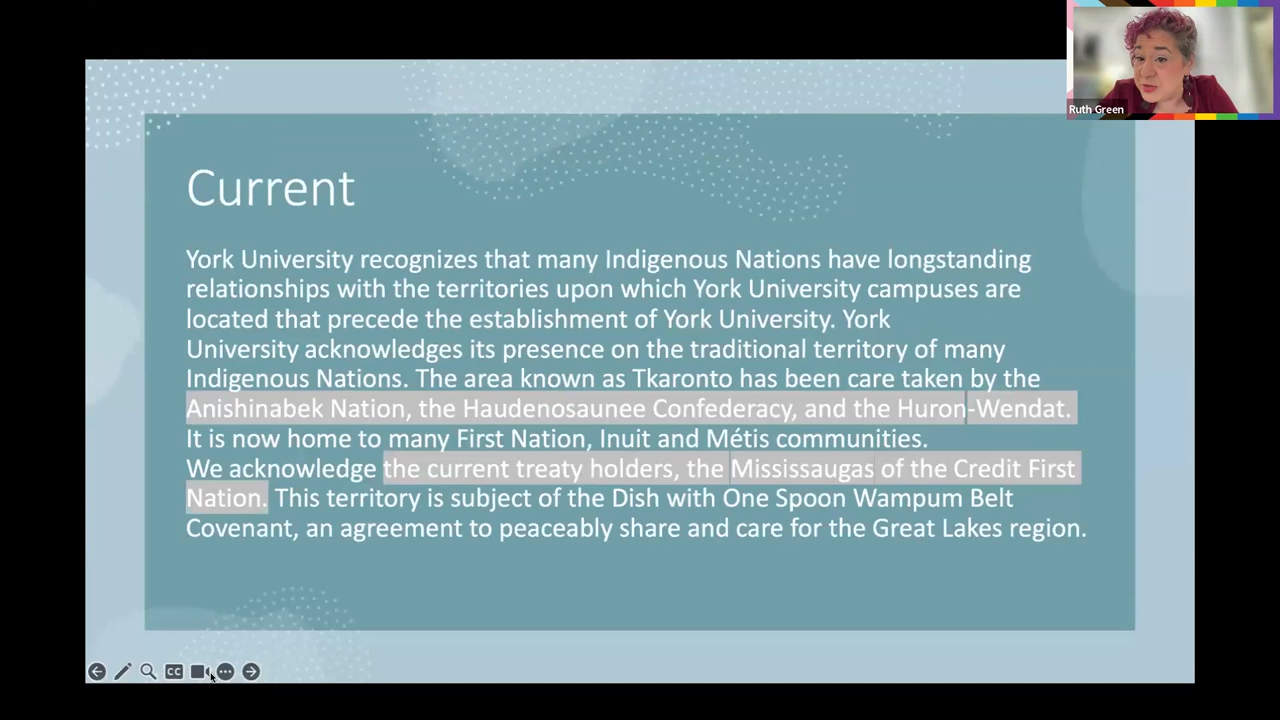 Ruth Green
Current
York University recognizes that many Indigenous Nations have longstanding
relationships with the territories upon which York University campuses are
located that precede the establishment of York University. York
University acknowledges its presence on the traditional territory of many
Indigenous Nations. The area known as Tkaronto has been care taken by the
Anishinabek Nation, the Haudenosaunee Confederacy, and the Huron-Wendat.
It is now home to many First Nation, Inuit and Métis communities.
We acknowledge the current treaty holders, the Mississaugas of the Credit First
Nation. This territory is subject of the Dish with One Spoon Wampum Belt
Covenant, an agreement to peaceably share and care for the Great Lakes region.
CC